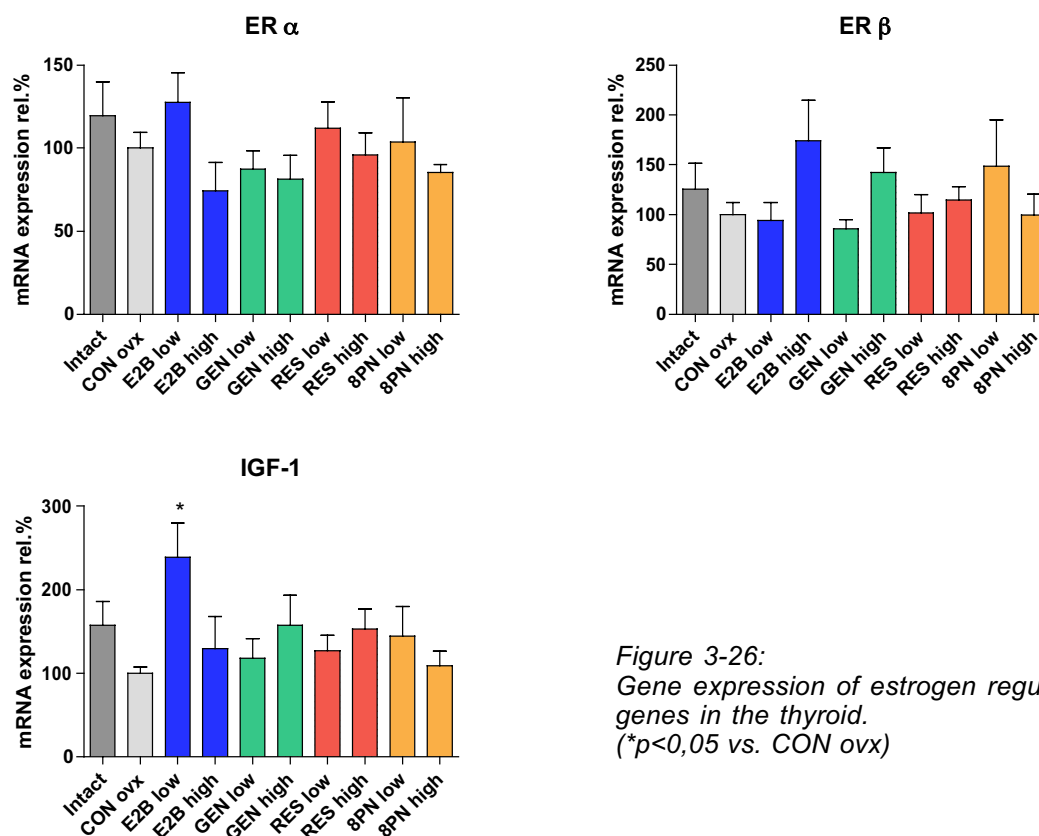 ER α
mRNA expression rel.%
150
100
50
0
Intact
CON ovx
E2B low
E2B high
GEN low
GEN high
RES low
RES high
8PN low
8PN high
ER β
mRNA expression rel.%
250
200
150
100
50
0
Intact
CON ovx
E2B low
E2B high
GEN low
GEN high
RES low
RES high
8PN low
8PN high
IGF-1
mRNA expression rel.%
300
200
100
0
*
Intact
CON ovx
E2B low
E2B high
GEN low
GEN high
RES low
RES high
8PN low
8PN high
Figure 3-26:
Gene expression of estrogen regu
genes in the thyroid.
(*p<0,05 vs. CON ovx)